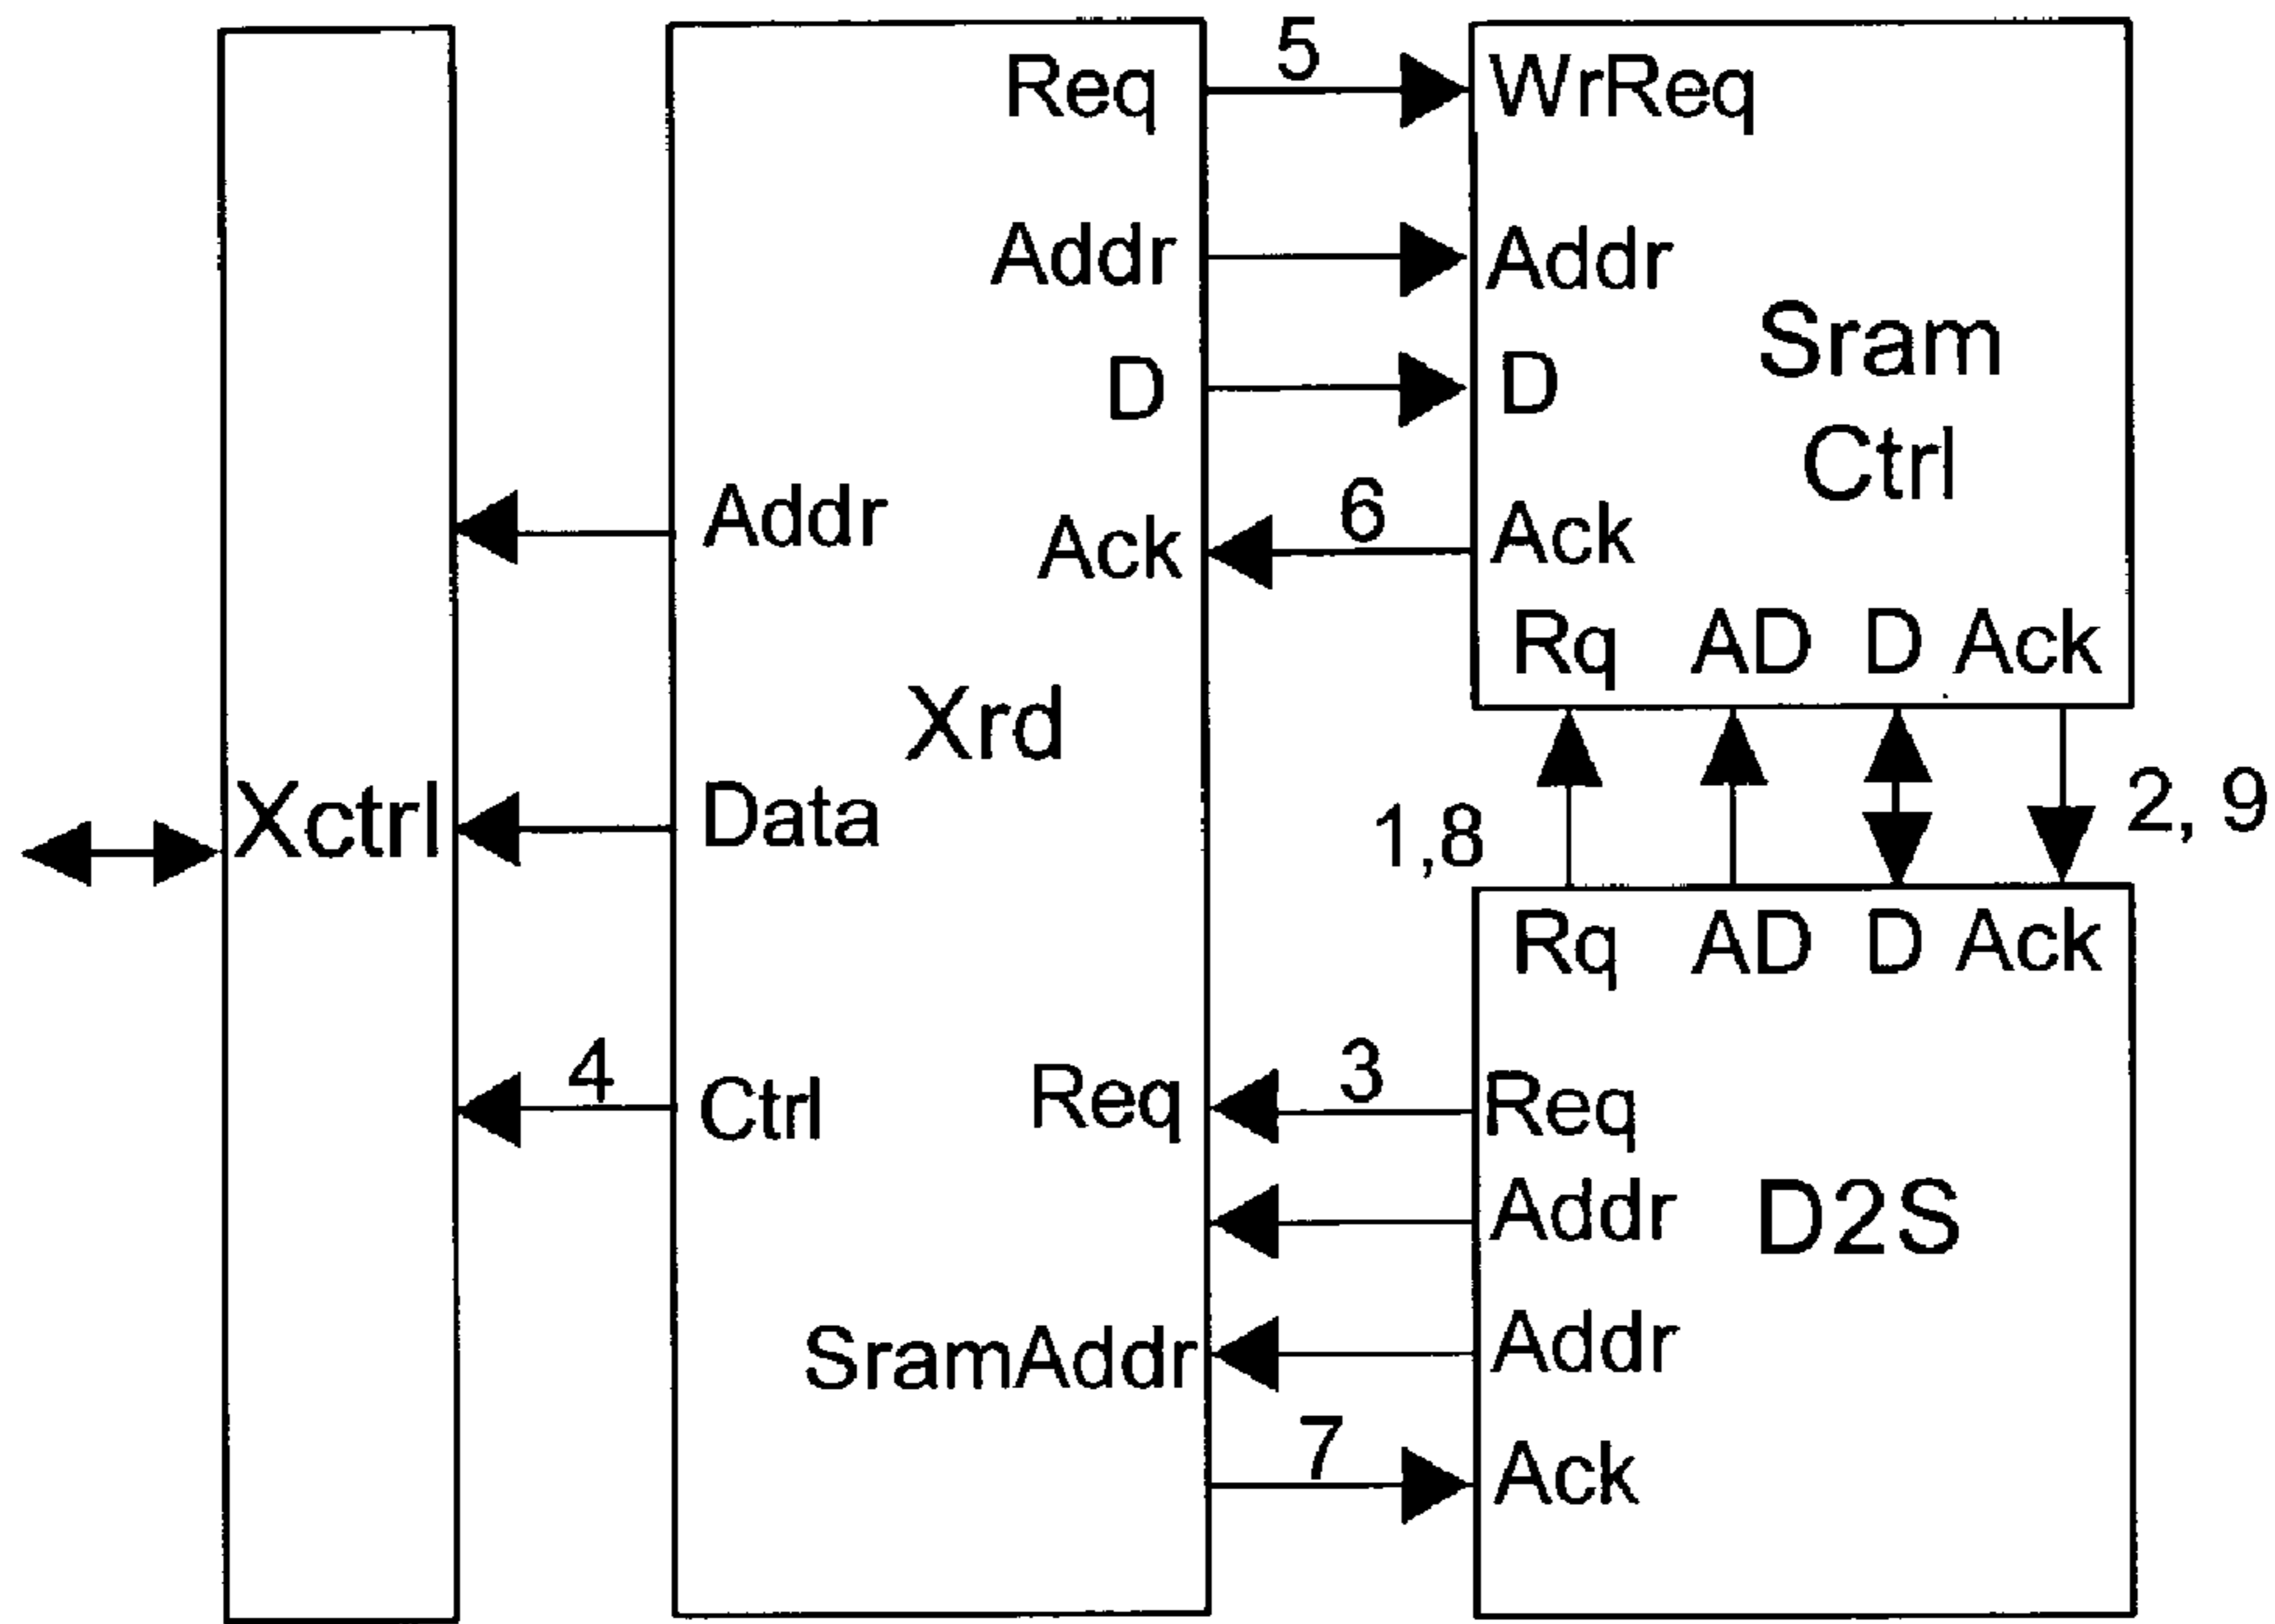 Req 5 WrReq
Addr Addr
D D
Sram
Ctrl
Addr
Ack 6 Ack
Rq AD D Ack
Xrd
Xctrl
Data
1,8
2, 9
Rq AD D Ack
4 Ctrl
Req 3 Req
Addr
D2S
SramAddr Addr
7 Ack